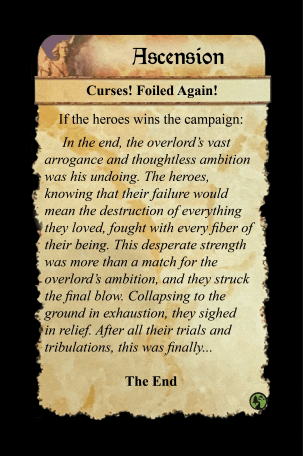 Ascension
Curses! Foiled Again!
If the heroes wins the campaign:
In the end, the overlord's vast
arrogance and thoughtless ambition
was his undoing. The heroes,
knowing that their failure would
mean the destruction of everything
they loved, fought with every fiber of
their being. This desperate strength
was more than a match for the
overlord's ambition, and they struck
the final blow. Collapsing to the
ground in exhaustion, they sighed
in relief. After all their trials and
tribulations, this was finally...
The End